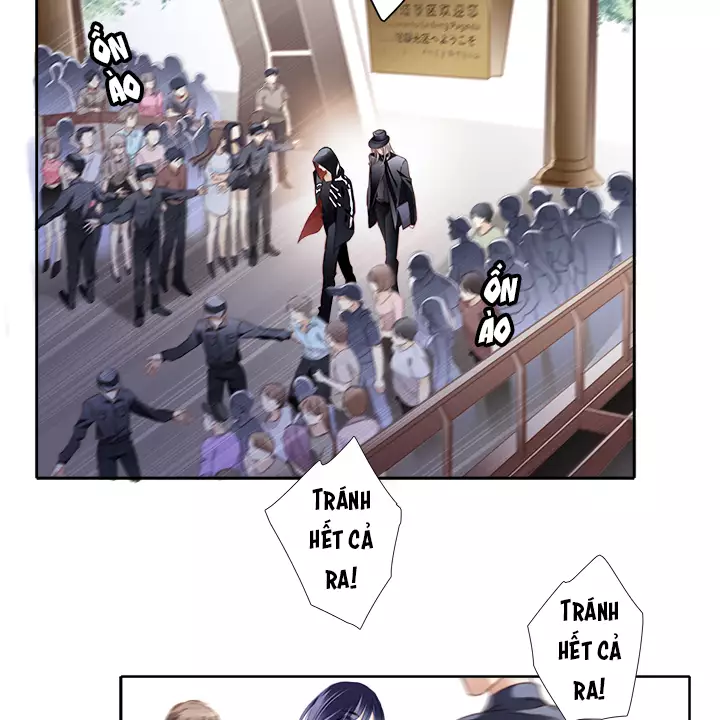 ồn
ào
ồn
ào
Tránh
hết cả
ra!
Tránh
hết cả
ra!